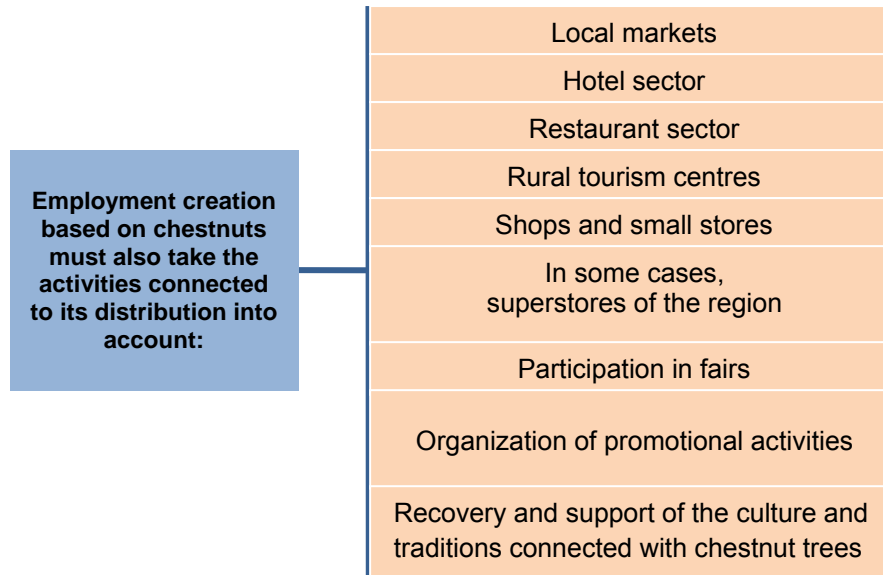 Employment creation
based on chestnuts
must also take the
activities connected
to its distribution into
account:
Local markets
Hotel sector
Restaurant sector
Rural tourism centres
Shops and small stores
In some cases,
superstores of the region
Participation in fairs
Organization of promotional activities
Recovery and support of the culture and
traditions connected with chestnut trees